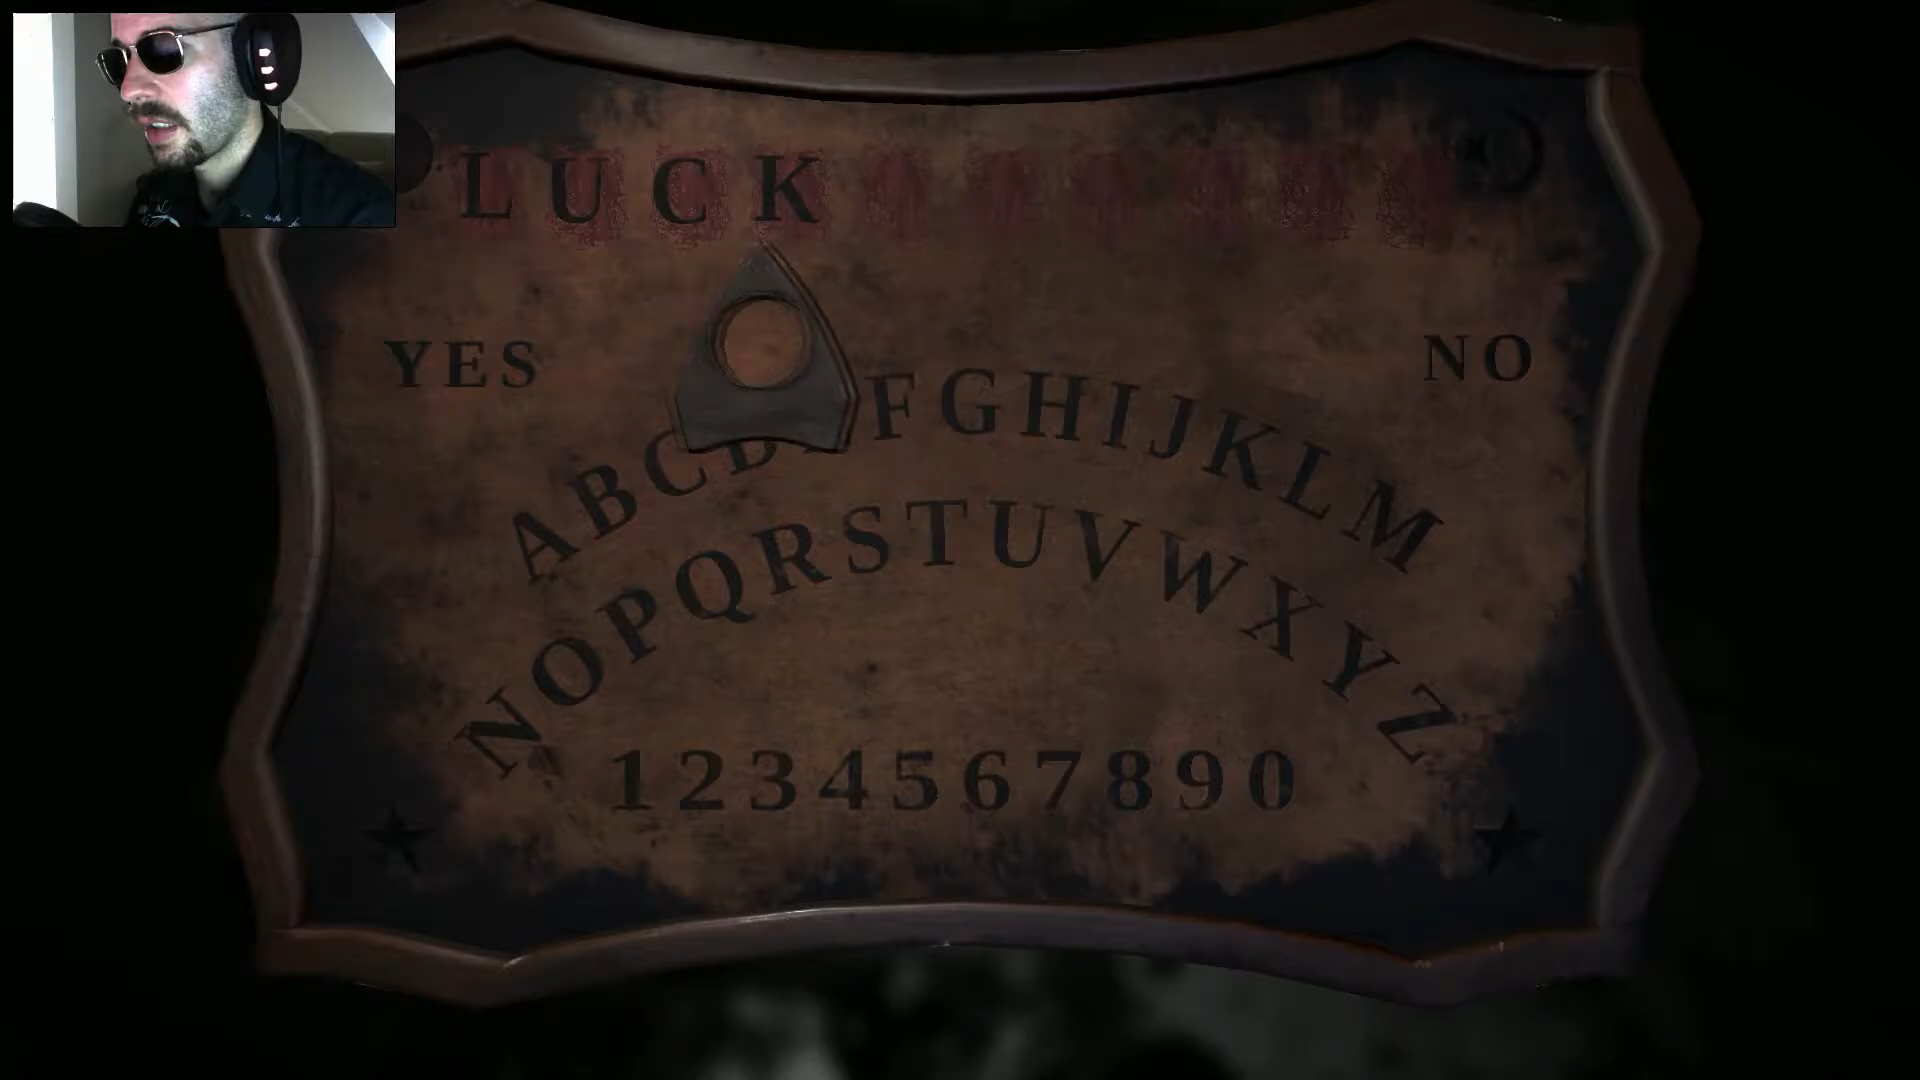 LUCK
YES NO
ABCD FGHIJKLM
NOPQRSTUVWXYZ
1234567890